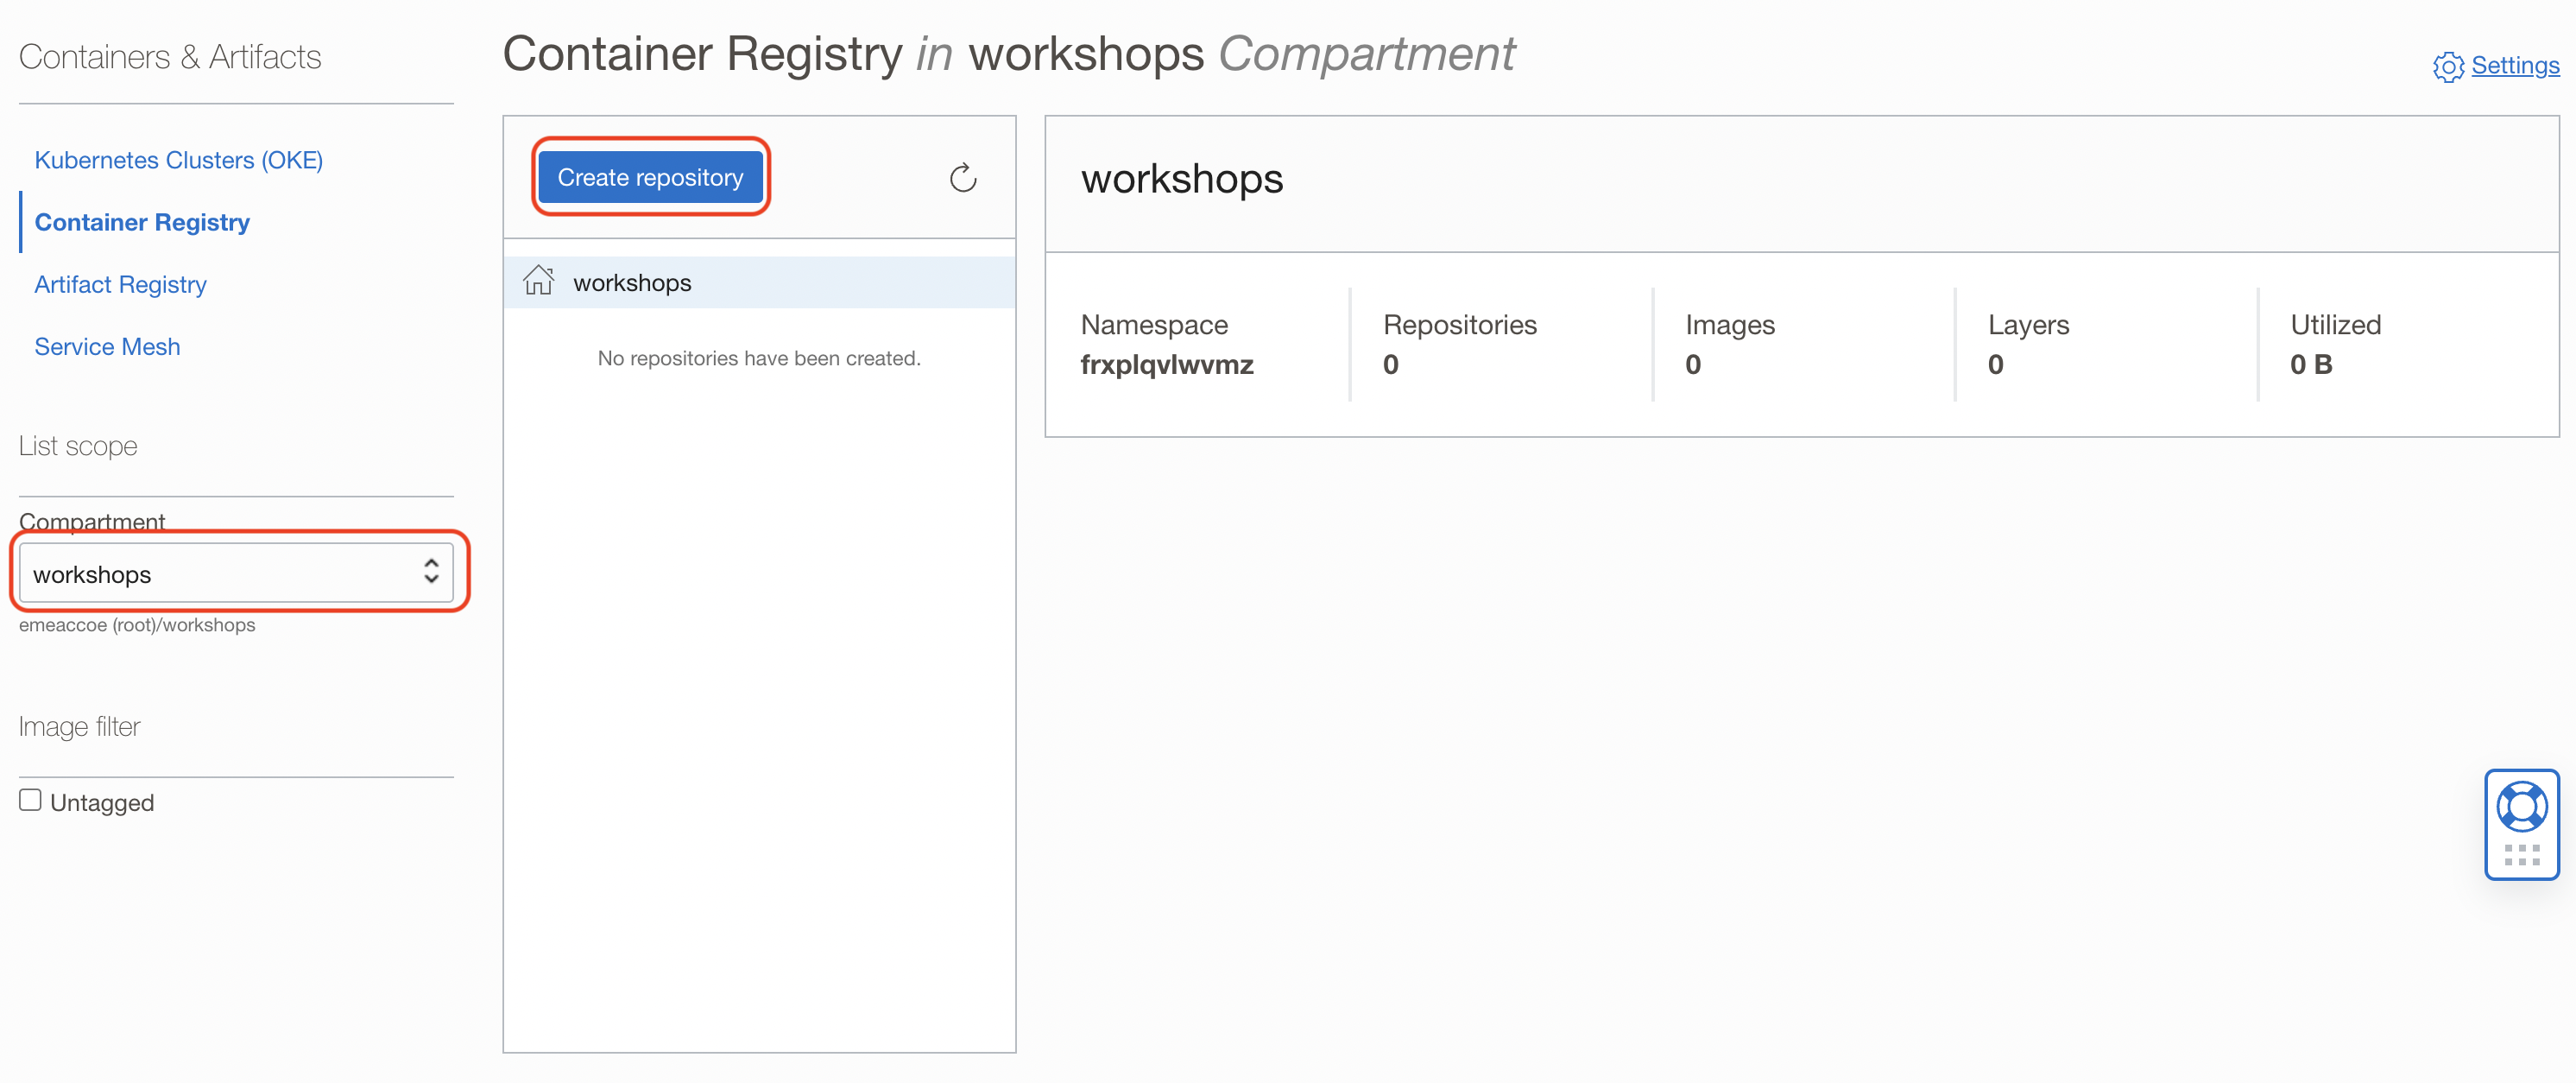 Containers & Artifacts
Kubernetes Clusters (OKE)
Container Registry
Artifact Registry
Service Mesh
List scope
Compartment
workshops
emeaccoe (root)/workshops
Image filter
Untagged
Container Registry in workshops Compartment
Settings
Create repository
workshops
No repositories have been created.
workshops
Namespace
frxplqvlwvmz
Repositories
0
Images
0
Layers
0
Utilized
0 B